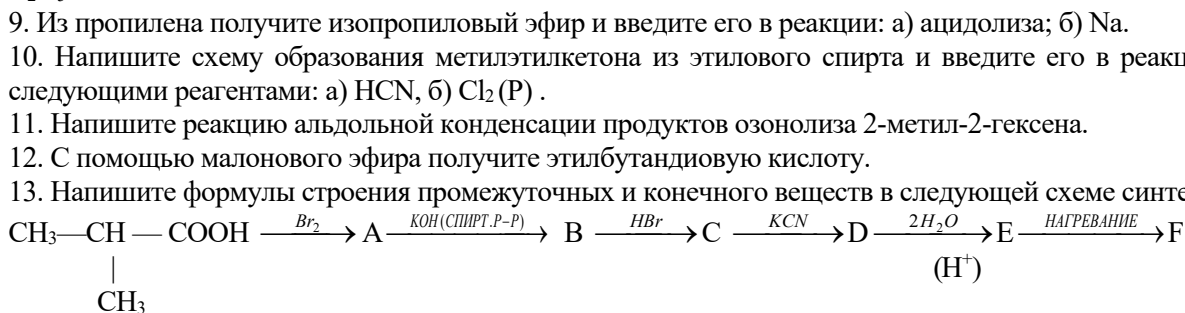 9. Из пропилена получите изопропиловый эфир и введите его в реакции: а) ацидолиза; б) Na.
10. Напишите схему образования метилэтилкетона из этилового спирта и введите его в реакц
следующими реагентами: а) HCN, б) Cl₂ (P) .
11. Напишите реакцию альдольной конденсации продуктов озонолиза 2-метил-2-гексена.
12. С помощью малонового эфира получите этилбутандиовую кислоту.
13. Напишите формулы строения промежуточных и конечного веществ в следующей схеме синте
CH₃—CH — COOH —Br₂→ A —KOH (СПИРТ.Р–Р)→ B —HBr→ C —KCN→ D —2H₂O→ E —НАГРЕВАНИЕ→ F
| (H⁺)
CH₃